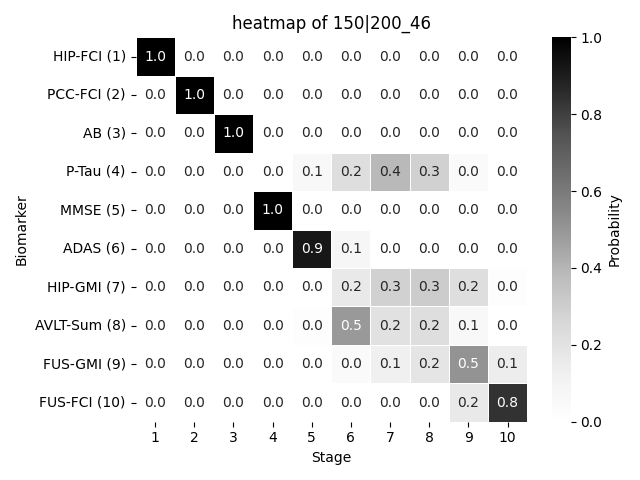 heatmap of 150|200_46
HIP-FCI (1) 1.0 0.0 0.0 0.0 0.0 0.0 0.0 0.0 0.0 0.0
PCC-FCI (2) 0.0 1.0 0.0 0.0 0.0 0.0 0.0 0.0 0.0 0.0
AB (3) 0.0 0.0 1.0 0.0 0.0 0.0 0.0 0.0 0.0 0.0
P-Tau (4) 0.0 0.0 0.0 0.0 0.1 0.2 0.4 0.3 0.0 0.0
MMSE (5) 0.0 0.0 0.0 1.0 0.0 0.0 0.0 0.0 0.0 0.0
ADAS (6) 0.0 0.0 0.0 0.0 0.9 0.1 0.0 0.0 0.0 0.0
HIP-GMI (7) 0.0 0.0 0.0 0.0 0.0 0.2 0.3 0.3 0.2 0.0
AVLT-Sum (8) 0.0 0.0 0.0 0.0 0.0 0.5 0.2 0.2 0.1 0.0
FUS-GMI (9) 0.0 0.0 0.0 0.0 0.0 0.0 0.1 0.2 0.5 0.1
FUS-FCI (10) 0.0 0.0 0.0 0.0 0.0 0.0 0.0 0.0 0.2 0.8
1 2 3 4 5 6 7 8 9 10
Stage
Biomarker
1.0
0.8
0.6
0.4
0.2
0.0
Probability